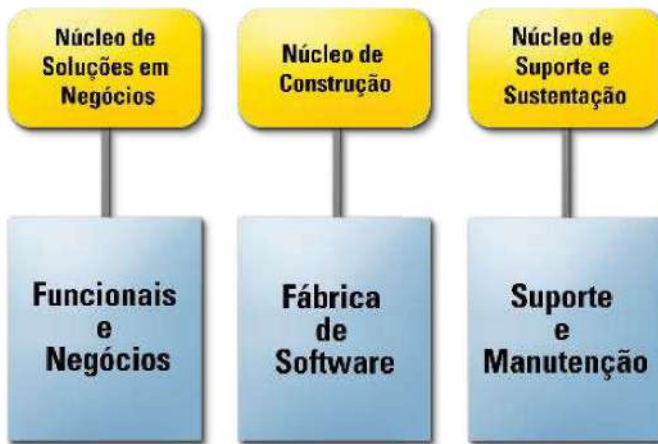 Núcleo de
Soluções em
Negócios
Núcleo de
Construção
Núcleo de
Suporte e
Sustentação
Funcionais
e
Negócios
Fábrica
de
Software
Suporte
e
Manutenção